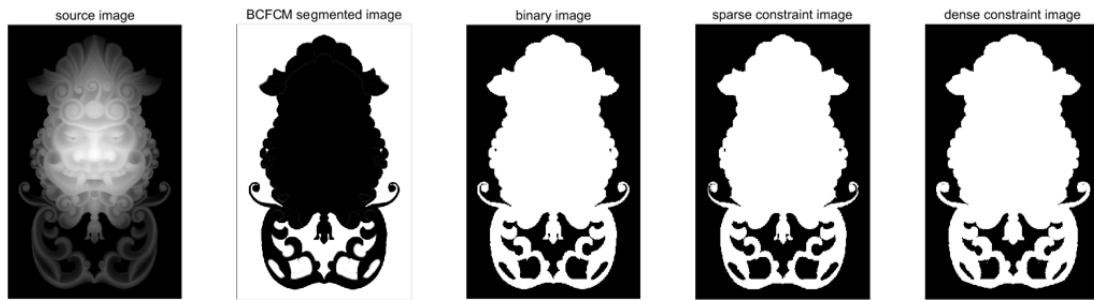 source image
BCFCM segmented image
binary image
sparse constraint image
dense constraint image